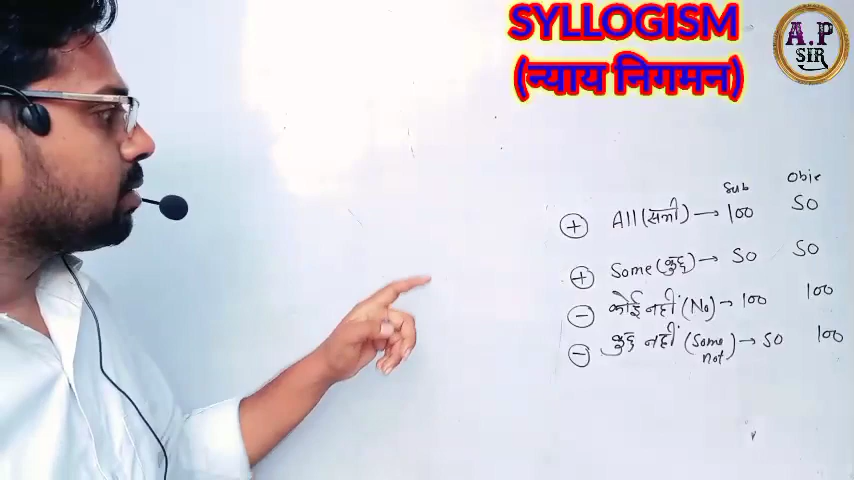 SYLLOGISM
(न्याय निगमन)
A.P
SIR
Sub Obje
+ All (सभी) → 100 50
+ Some (कुछ) → 50 50
- कोई नहीं (No) → 100 100
- कुछ नहीं (Some not) → 50 100